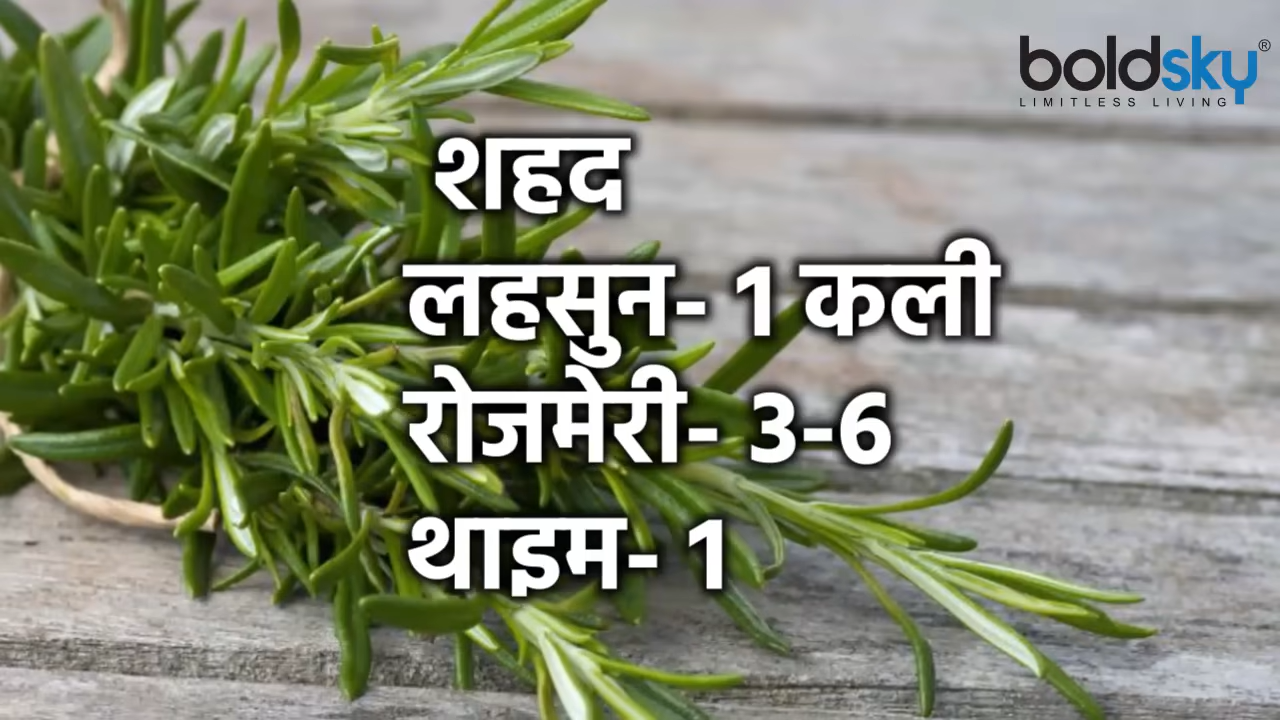 boldsky®
LIMITLESS LIVING
शहद
लहसुन- 1 कली
रोजमेरी- 3-6
थाइम- 1